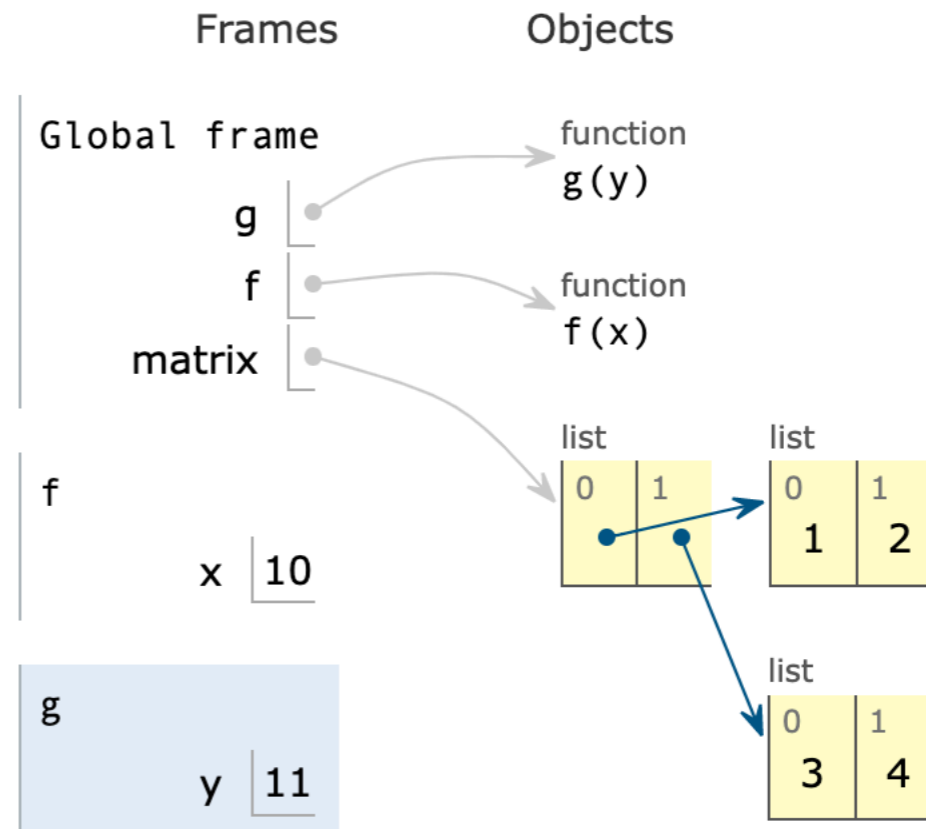 Frames Objects
Global frame
function
g(y)
g
f
function
f(x)
matrix
list list
0 1 0 1
1 2
f
x 10
list
0 1
3 4
g
y 11